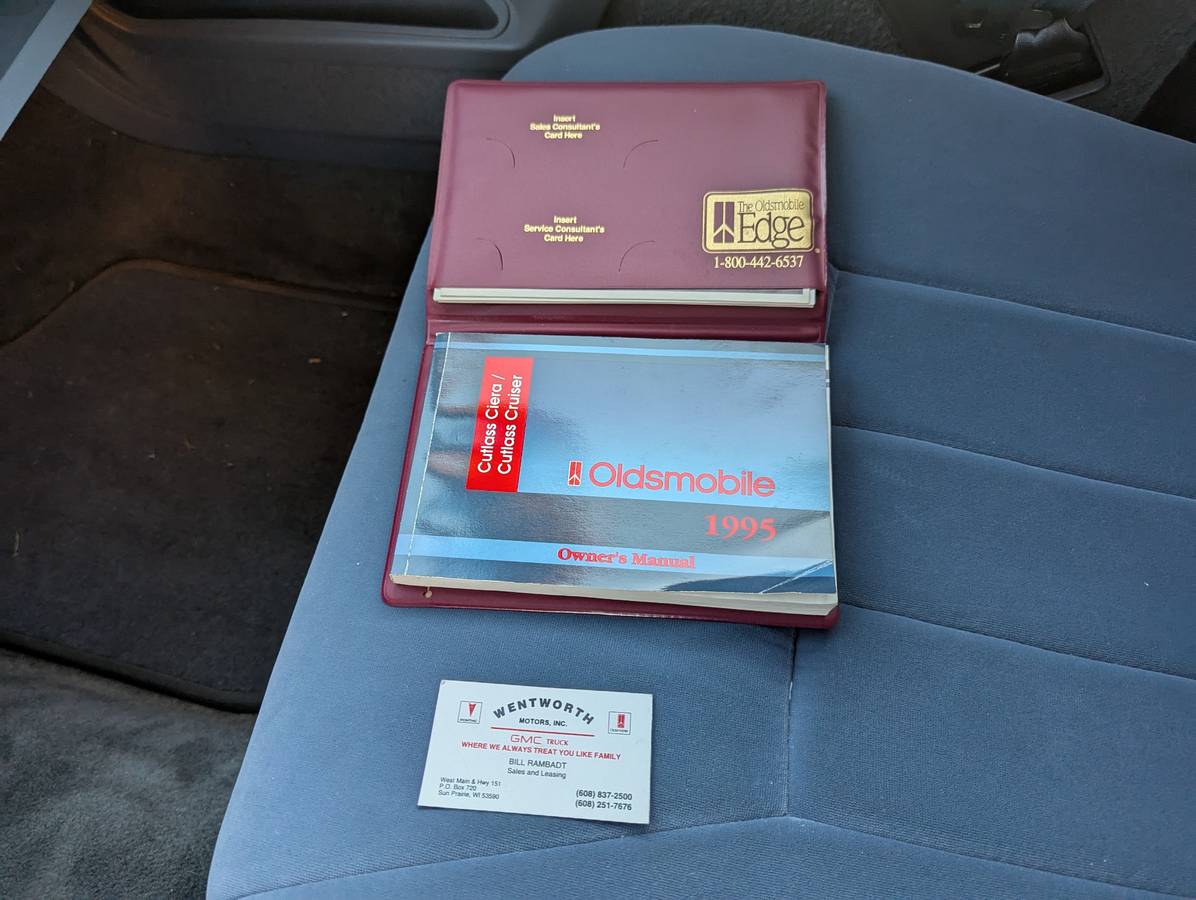 Insert
Sales Consultant's
Card Here
Insert
Service Consultant's
Card Here
The Oldsmobile
Edge
1-800-442-6537
Cutlass Ciera /
Cutlass Cruiser
Oldsmobile
1995
Owner's Manual
WENTWORTH
MOTORS, INC.
PONTIAC
GMC TRUCK
WHERE WE ALWAYS TREAT YOU LIKE FAMILY
BILL RAMBADT
Sales and Leasing
West Main & Hwy 151
P.O. Box 720
Sun Prairie, WI 53590
(608) 837-2500
(608) 251-7676